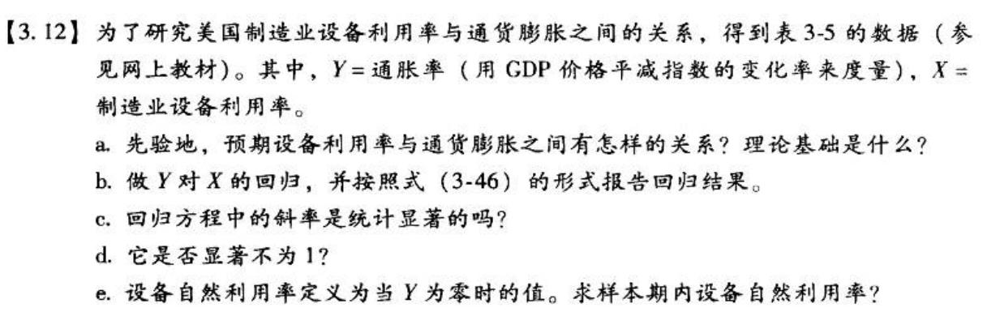 【3.12】为了研究美国制造业设备利用率与通货膨胀之间的关系，得到表3-5的数据（参
见网上教材）。其中，Y=通胀率（用GDP价格平减指数的变化率来度量），X=
制造业设备利用率。
a. 先验地，预期设备利用率与通货膨胀之间有怎样的关系？理论基础是什么？
b. 做Y对X的回归，并按照式（3-46）的形式报告回归结果。
c. 回归方程中的斜率是统计显著的吗？
d. 它是否显著不为1？
e. 设备自然利用率定义为当Y为零时的值。求样本期内设备自然利用率？